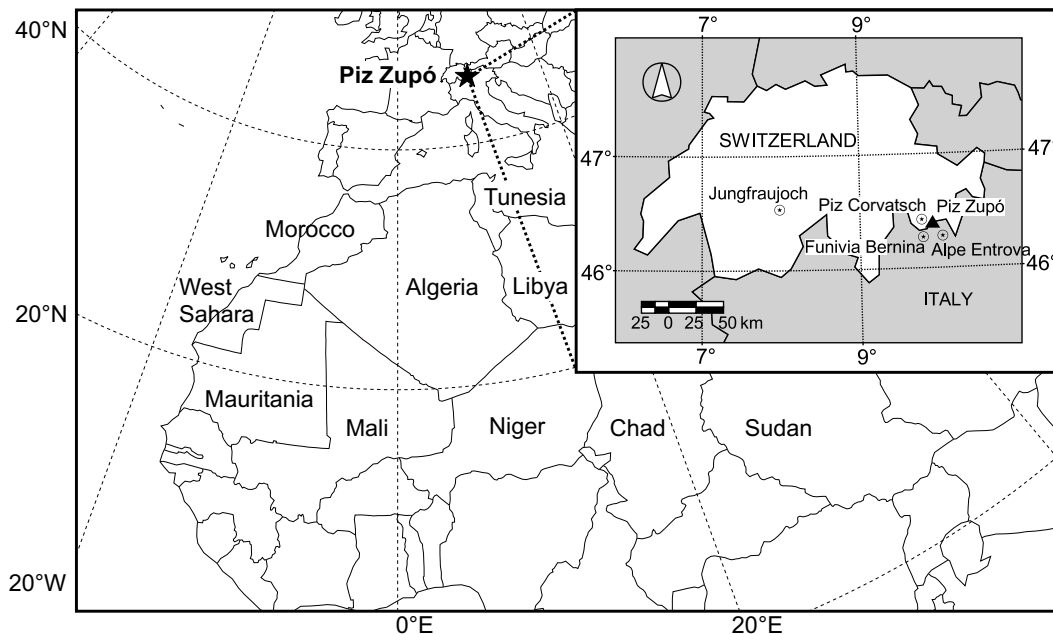 40°N
Piz Zupó
Tunesia
Morocco
West
Sahara
Algeria
Libya
20°N
Mauritania
Mali
Niger
Chad
Sudan
20°W
0°E
20°E
7°
9°
47°
47°
SWITZERLAND
Jungfraujoch
Piz Corvatsch
Piz Zupó
Funivia Bernina
Alpe Entrova
46°
46°
ITALY
25 0 25 50 km
7°
9°